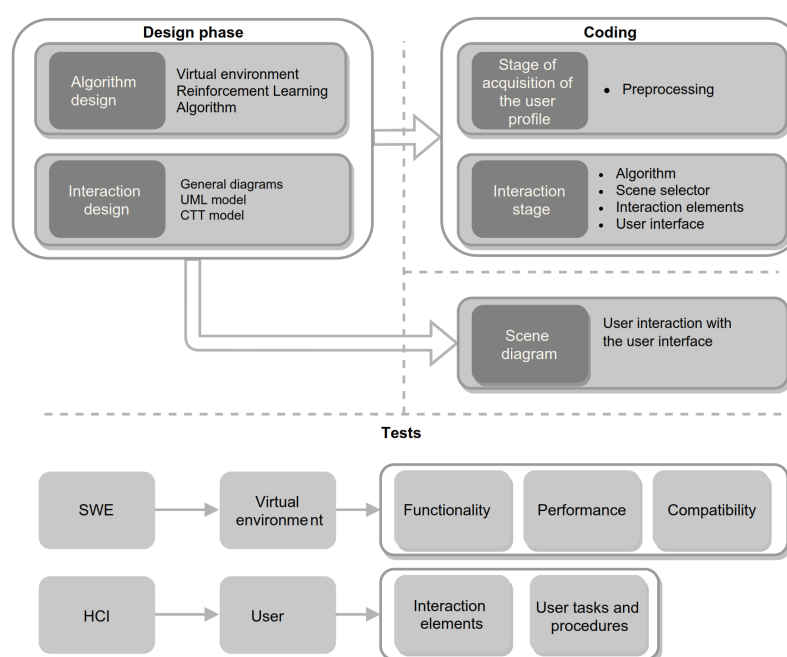 Design phase
Algorithm
design
Virtual environment
Reinforcement Learning
Algorithm
Interaction
design
General diagrams
UML model
CTT model
Coding
Stage of
acquisition of
the user
profile
• Preprocessing
Interaction
stage
• Algorithm
• Scene selector
• Interaction elements
• User interface
Scene
diagram
User interaction with
the user interface
Tests
SWE
Virtual
environment
Functionality
Performance
Compatibility
HCI
User
Interaction
elements
User tasks and
procedures